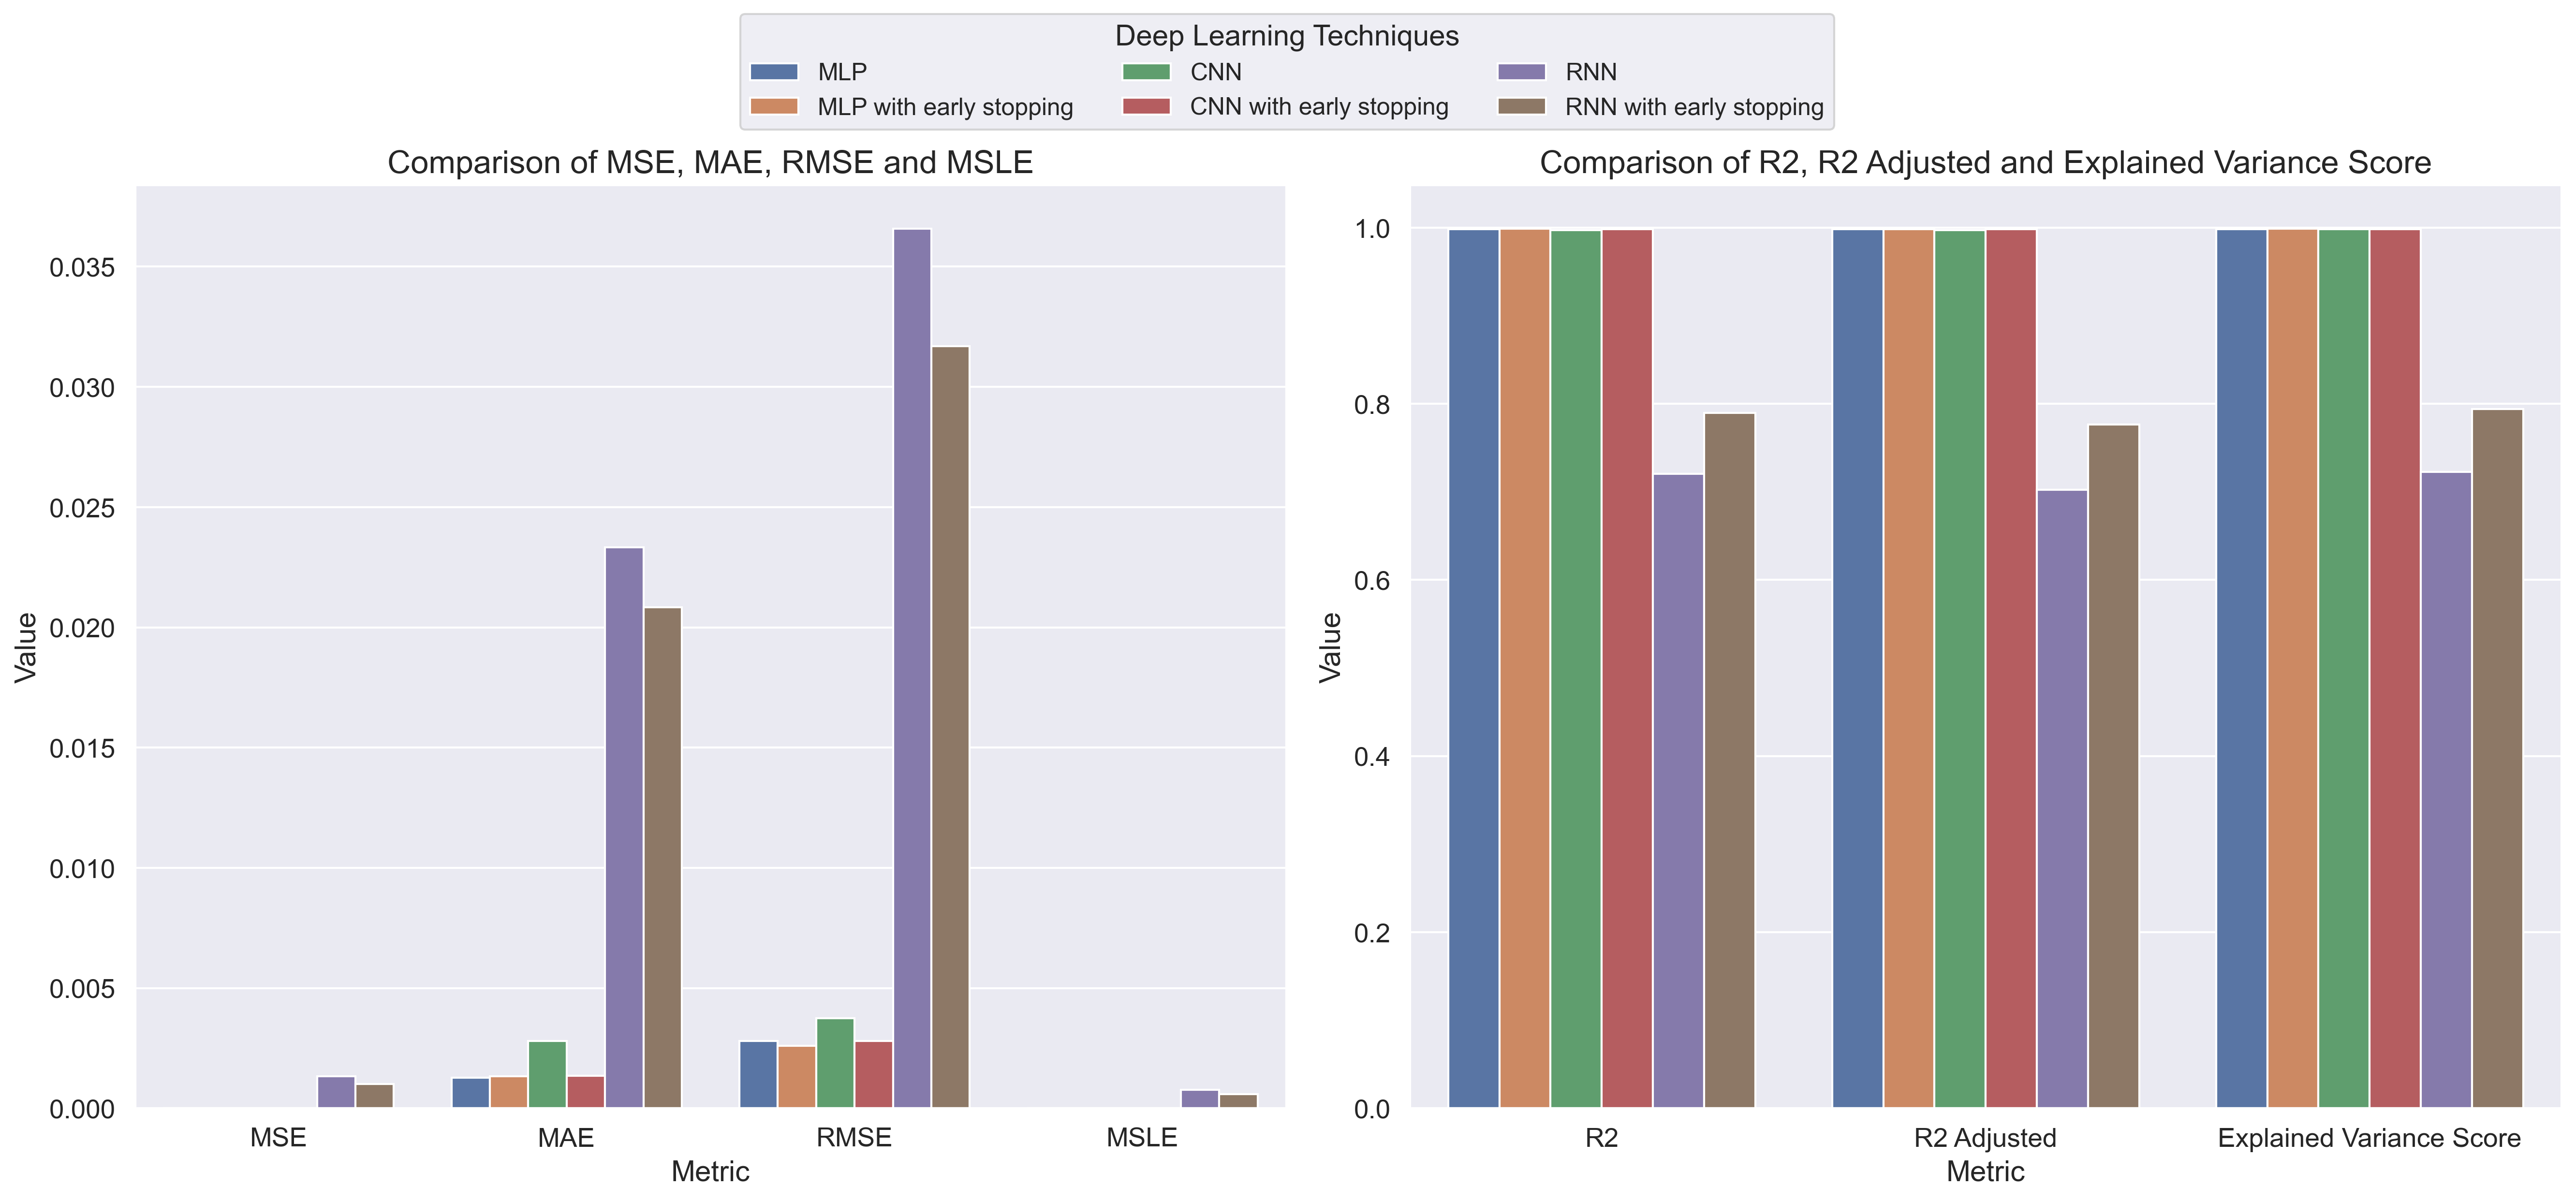 Deep Learning Techniques
MLP
CNN
RNN
MLP with early stopping
CNN with early stopping
RNN with early stopping
Comparison of MSE, MAE, RMSE and MSLE
Value
0.035
0.030
0.025
0.020
0.015
0.010
0.005
0.000
MSE
MAE
RMSE
MSLE
Metric
Comparison of R2, R2 Adjusted and Explained Variance Score
Value
1.0
0.8
0.6
0.4
0.2
0.0
R2
R2 Adjusted
Explained Variance Score
Metric